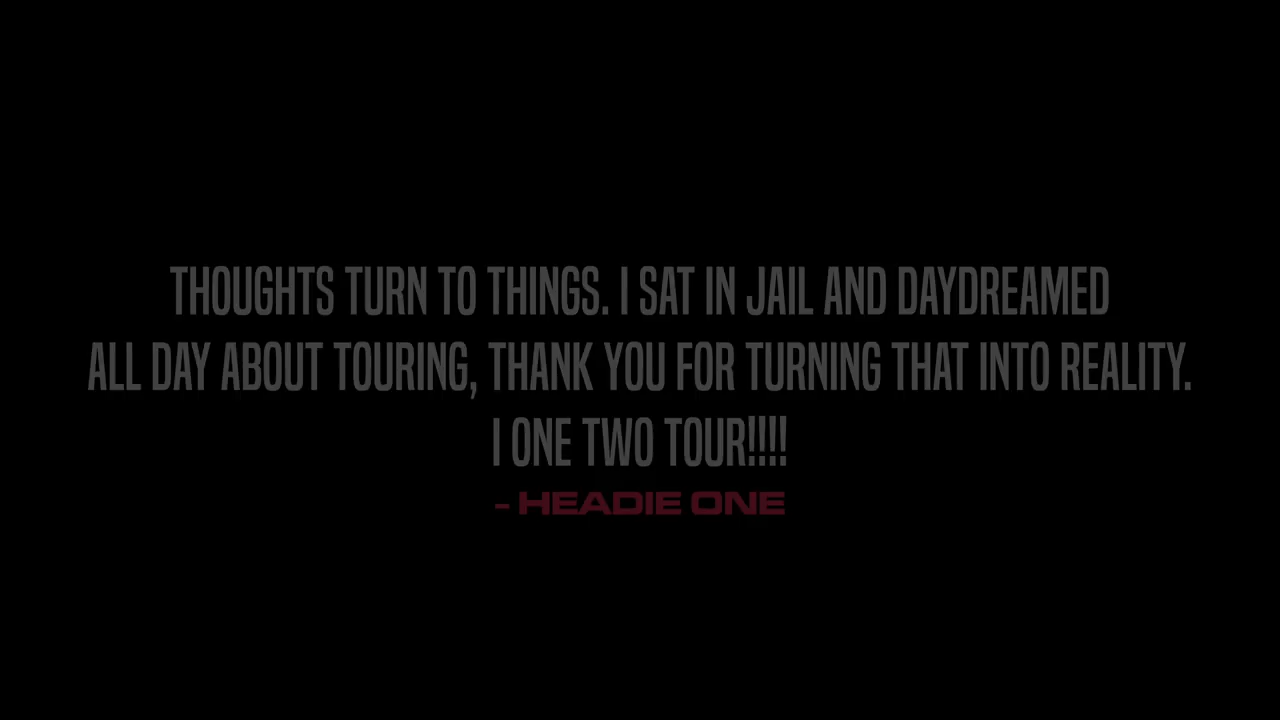 THOUGHTS TURN TO THINGS. I SAT IN JAIL AND DAYDREAMED
ALL DAY ABOUT TOURING, THANK YOU FOR TURNING THAT INTO REALITY.
I ONE TWO TOUR!!!!
- HEADIE ONE